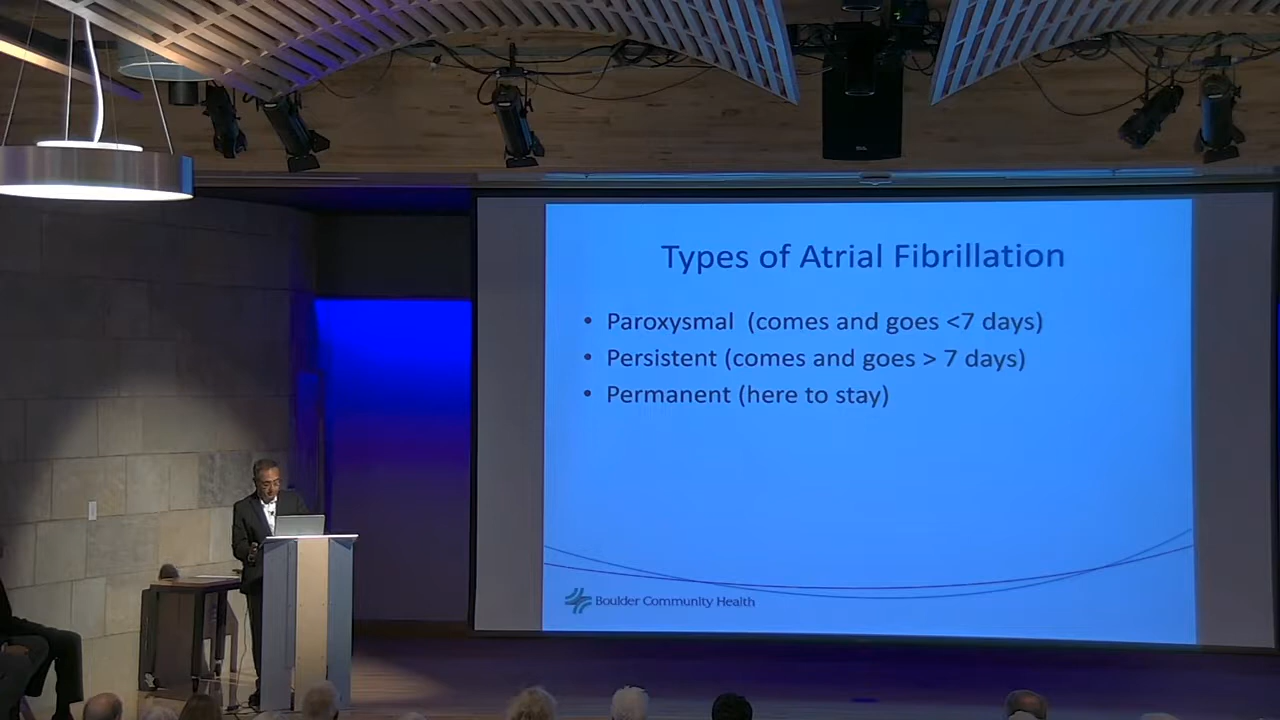 Types of Atrial Fibrillation
• Paroxysmal (comes and goes <7 days)
• Persistent (comes and goes > 7 days)
• Permanent (here to stay)
Boulder Community Health